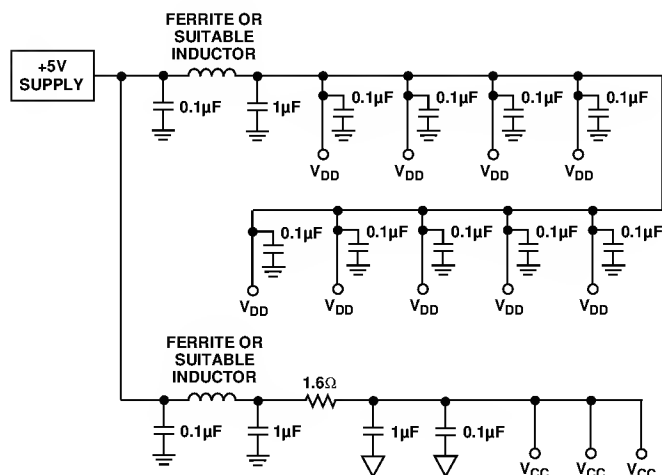 FERRITE OR
SUITABLE
INDUCTOR
+5V
SUPPLY
0.1µF
1µF
0.1µF
0.1µF
0.1µF
0.1µF
VDD
VDD
VDD
VDD
0.1µF
0.1µF
0.1µF
0.1µF
0.1µF
VDD
VDD
VDD
VDD
VDD
FERRITE OR
SUITABLE
INDUCTOR
1.6Ω
0.1µF
1µF
1µF
0.1µF
VCC
VCC
VCC